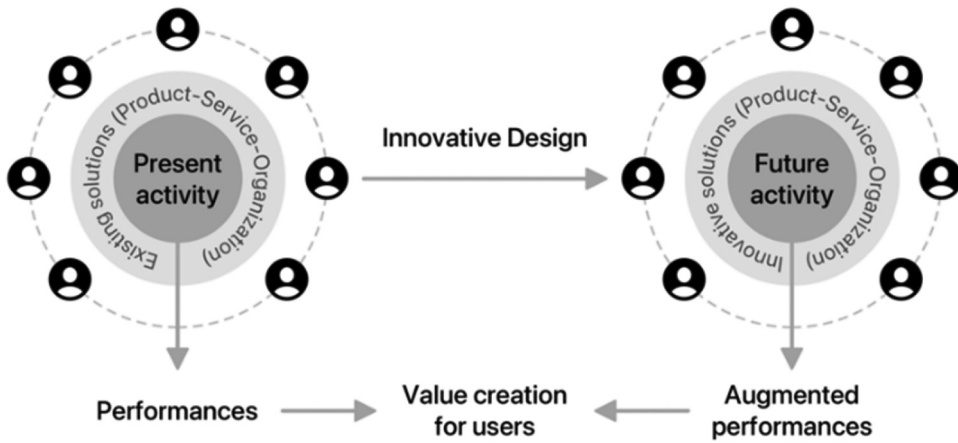 Existing solutions (Product-Service-Organization)
Present
activity
Innovative Design
Innovative solutions (Product-Service-Organization)
Future
activity
Performances
Value creation
for users
Augmented
performances